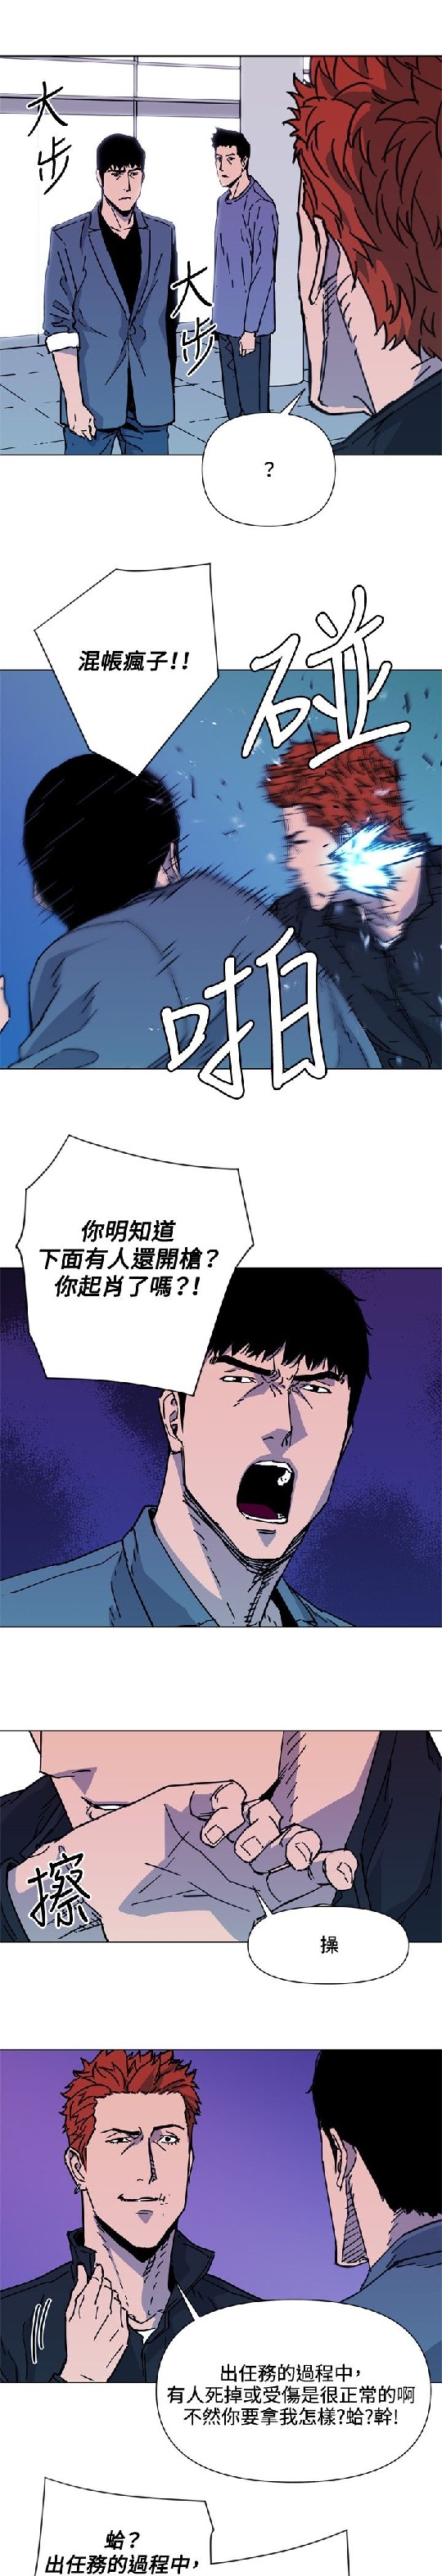 大步
大步
?
混帳瘋子!!
碰
啪
你明知道
下面有人還開槍?
你起肖了嗎?!
擦
操
出任務的過程中,
有人死掉或受傷是很正常的啊
不然你要拿我怎樣?蛤?幹!
蛤?
出任務的過程中,